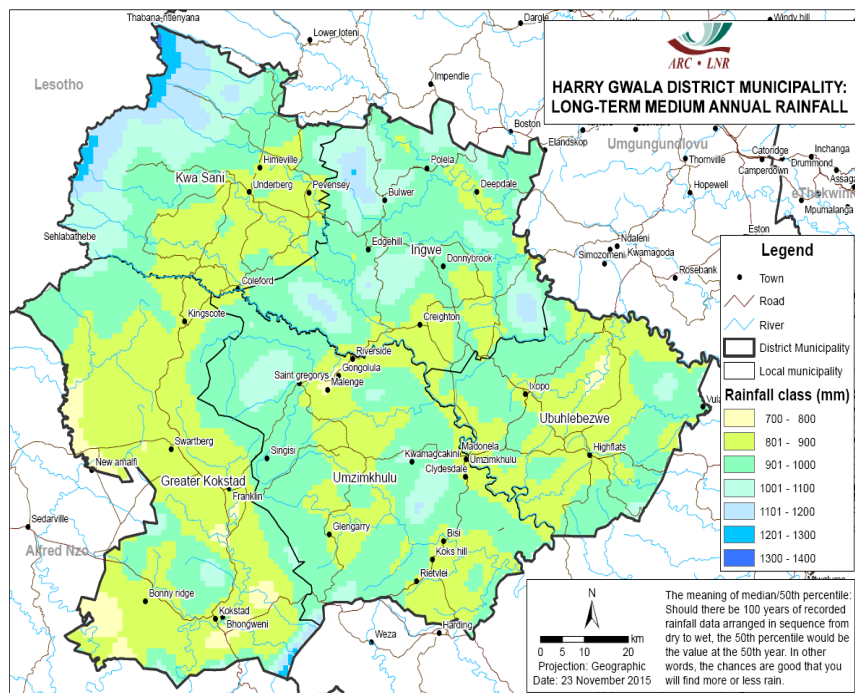 Thabana-ntlenyana
Dargle
Windy hill
Lower loteni
ARC • LNR
HARRY GWALA DISTRICT MUNICIPALITY:
LONG-TERM MEDIUM ANNUAL RAINFALL
Lesotho
Impendle
Boston
Elandskop
Umgungundlovu
Catordge
Inchanga
Drummond
Thornville
Camperdown
Assaga
Hopewell
eThekwini
Mpumalanga
Eston
Himeville
Polela
Kwa Sani
Underberg
Pevensey
Bulwer
Deepdale
Sehlabathebe
Edgehill
Ingwe
Donnybrook
Ndaleni
Simozomeni
Kwamagoda
Rosebank
Coleford
Kingscote
Creighton
Riverside
Gongolula
Saint gregorys
Malenge
Ixopo
Ubuhlebezwe
Vula
Swartberg
Singisi
Kwamagcakini
Madonela
Umzimkhulu
Clydesdale
Highflats
New amalfi
Greater Kokstad
Umzimkhulu
Franklin
Sedarville
Alfred Nzo
Glengarry
Bisi
Koks hill
Rietvlei
Bonny ridge
Kokstad
Bhongweni
Weza
Harding
Legend
Town
Road
River
District Municipality
Local municipality
Rainfall class (mm)
700 - 800
801 - 900
901 - 1000
1001 - 1100
1101 - 1200
1201 - 1300
1300 - 1400
N
0 5 10 20
km
Projection: Geographic
Date: 23 November 2015
The meaning of median/50th percentile:
Should there be 100 years of recorded
rainfall data arranged in sequence from
dry to wet, the 50th percentile would be
the value at the 50th year. In other
words, the chances are good that you
will find more or less rain.